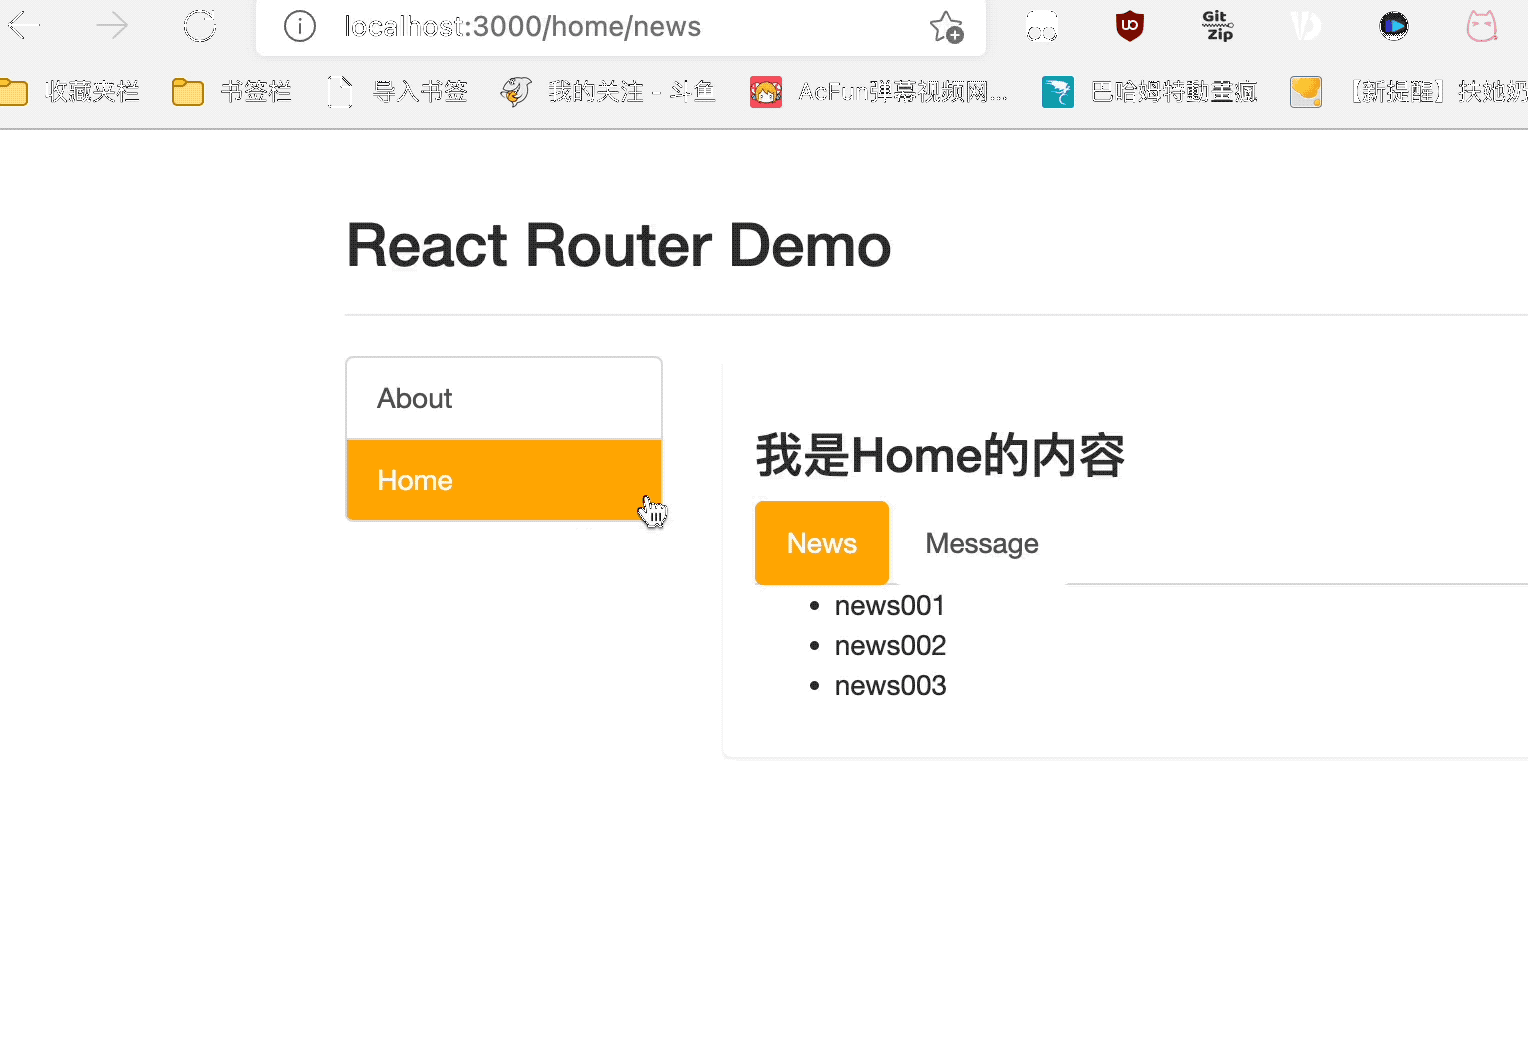 localhost:3000/home/news
Git
Zip
收藏夹栏 书签栏 导入书签 我的关注 - 斗鱼 AcFun弹幕视频网... 巴哈姆特動畫瘋 【新提醒】扶她奶
React Router Demo
About
Home
我是Home的内容
News Message
news001
news002
news003